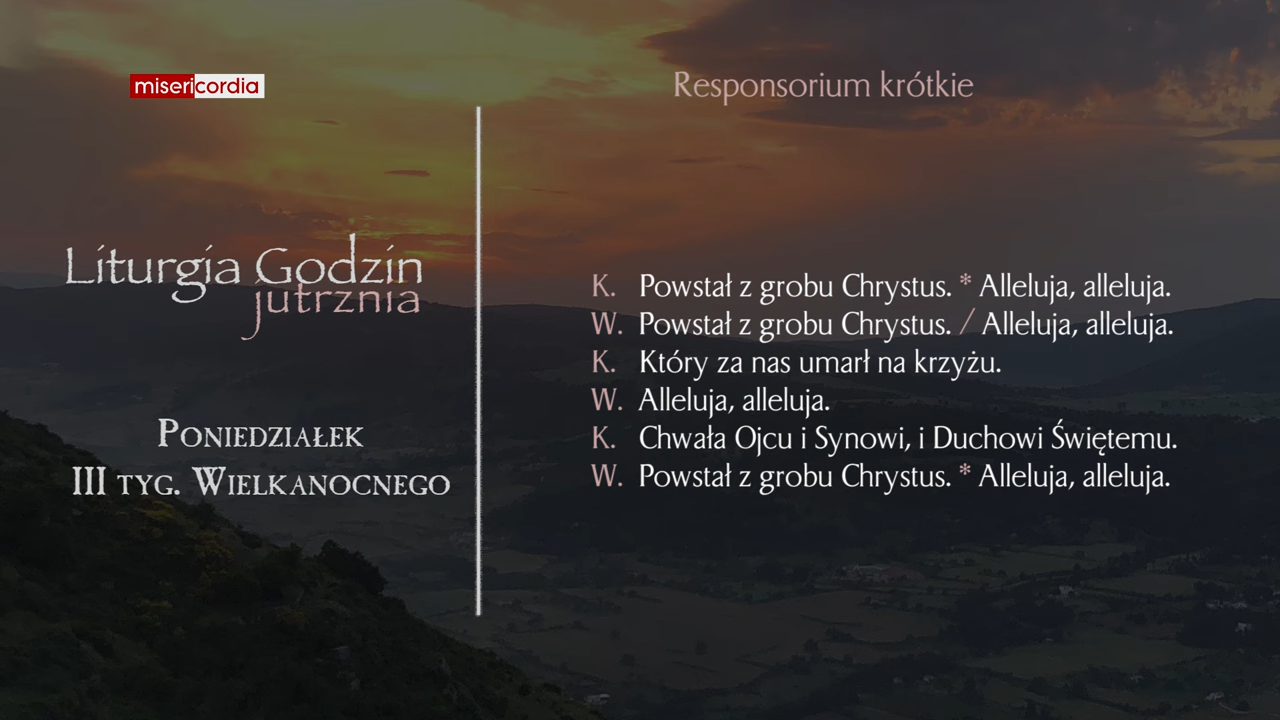 misericordia
Liturgia Godzin
jutrznia
Poniedziałek
III tyg. Wielkanocnego
Responsorium krótkie
K. Powstał z grobu Chrystus. * Alleluja, alleluja.
W. Powstał z grobu Chrystus. / Alleluja, alleluja.
K. Który za nas umarł na krzyżu.
W. Alleluja, alleluja.
K. Chwała Ojcu i Synowi, i Duchowi Świętemu.
W. Powstał z grobu Chrystus. * Alleluja, alleluja.